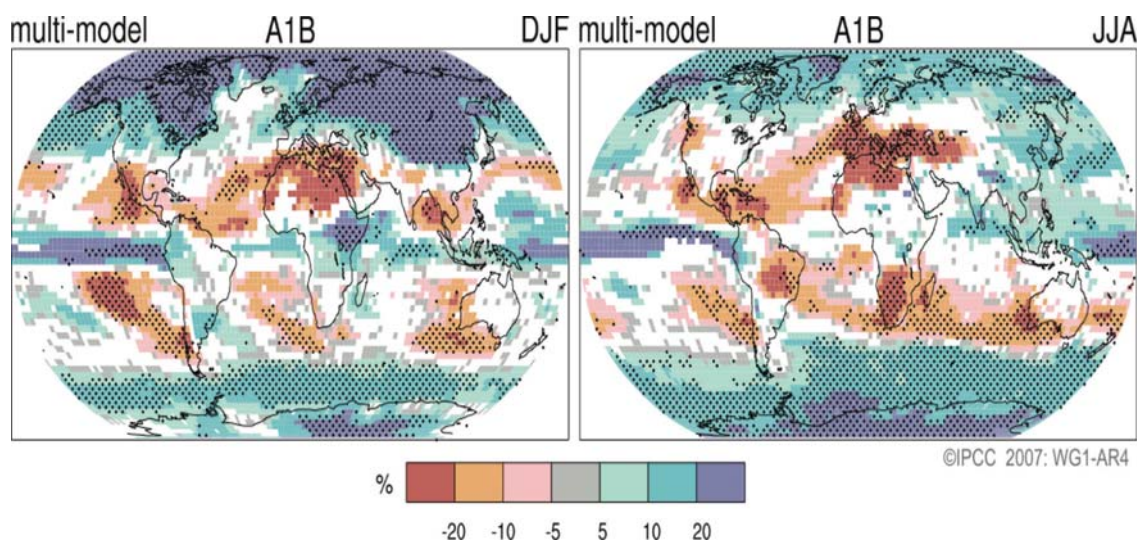 multi-model A1B DJF
multi-model A1B JJA
©IPCC 2007: WG1-AR4
%
-20 -10 -5 5 10 20